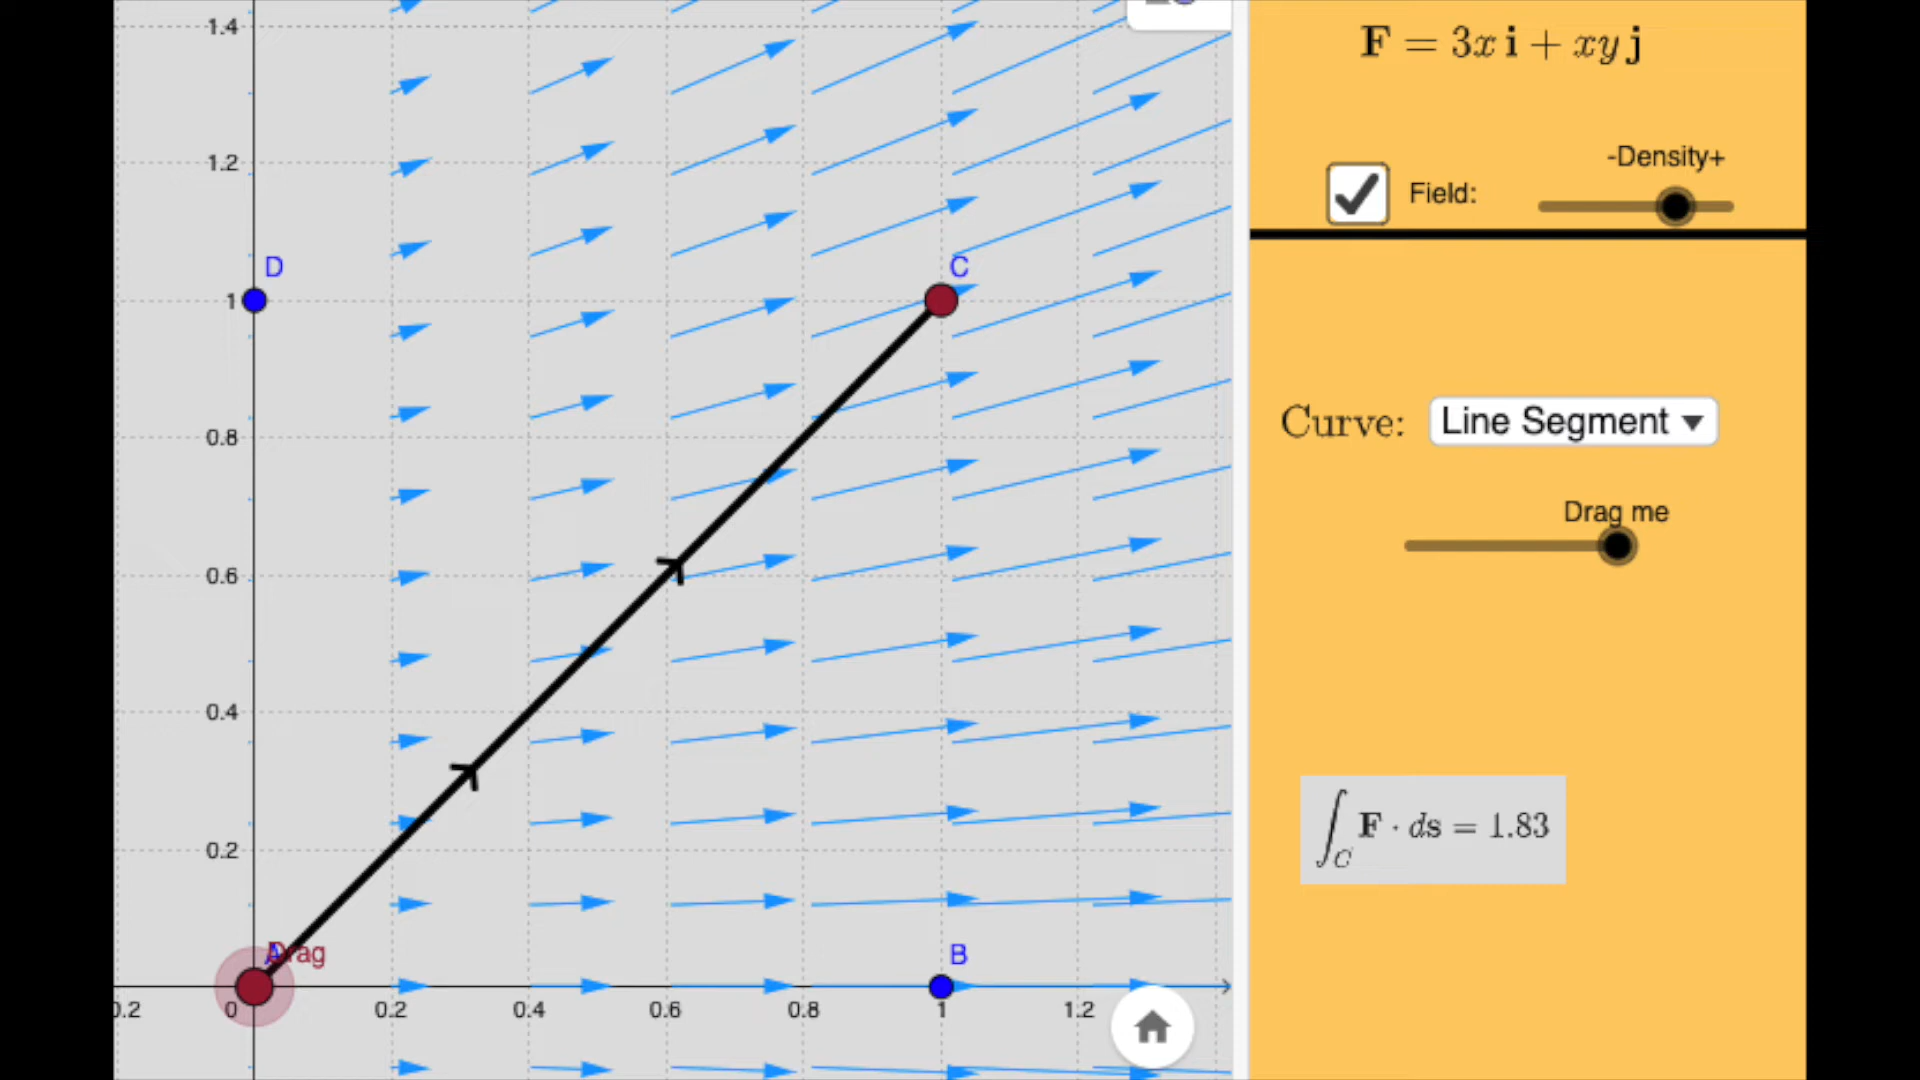 F = 3x i + xy j
-Density+
Field:
Curve: Line Segment
Drag me
∫_C F · ds = 1.83
1.4
1.2
D
C
1
0.8
0.6
0.4
0.2
A
Drag
B
0.2 0 0.2 0.4 0.6 0.8 1 1.2